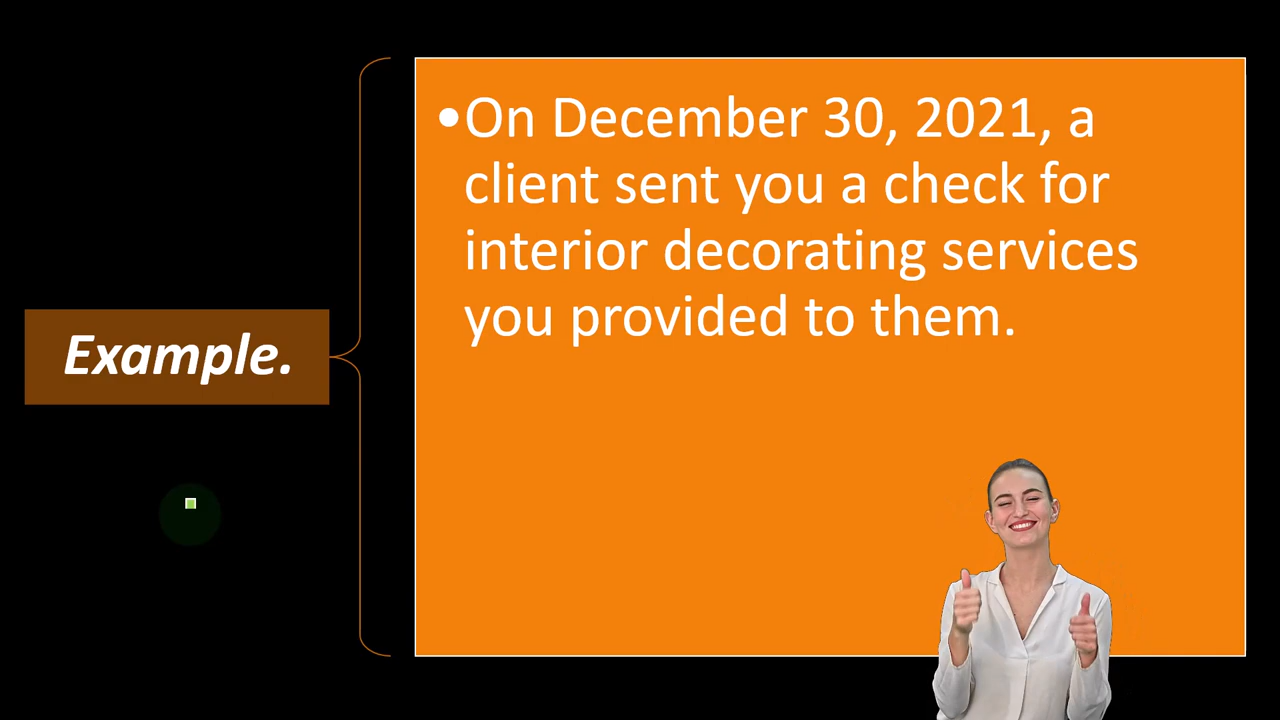 Example.
•On December 30, 2021, a
client sent you a check for
interior decorating services
you provided to them.